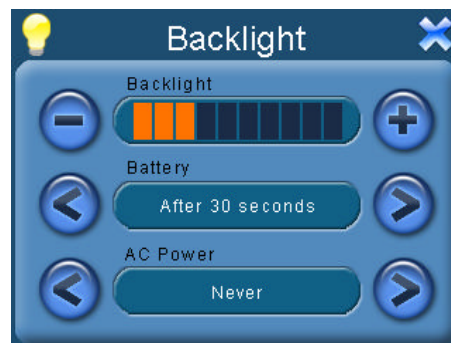 Backlight
Backlight
Battery
After 30 seconds
AC Power
Never